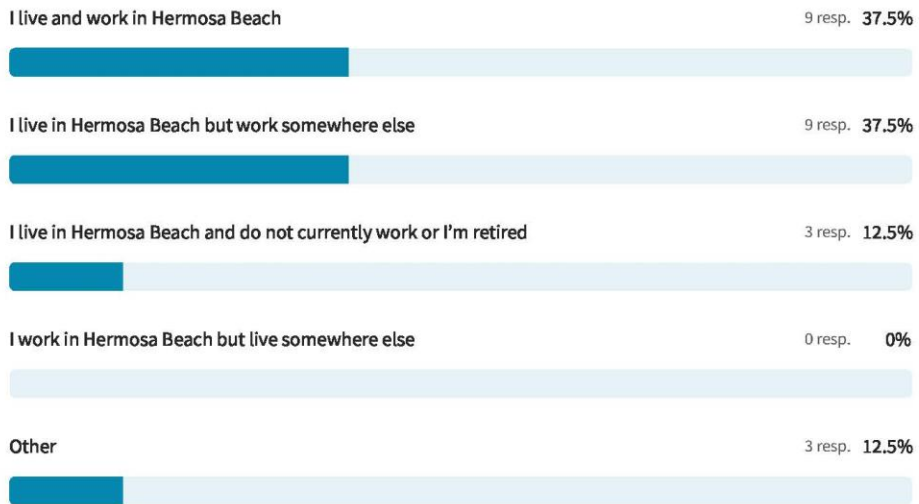 I live and work in Hermosa Beach 9 resp. 37.5%
I live in Hermosa Beach but work somewhere else 9 resp. 37.5%
I live in Hermosa Beach and do not currently work or I'm retired 3 resp. 12.5%
I work in Hermosa Beach but live somewhere else 0 resp. 0%
Other 3 resp. 12.5%